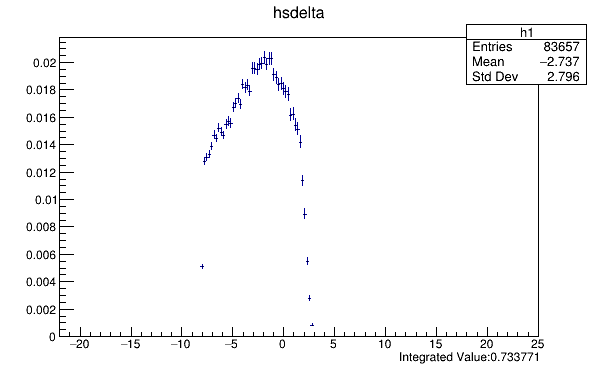 hsdelta
h1
Entries 83657
Mean −2.737
Std Dev 2.796
0.02
0.018
0.016
0.014
0.012
0.01
0.008
0.006
0.004
0.002
0
−20 −15 −10 −5 0 5 10 15 20 25
Integrated Value:0.733771